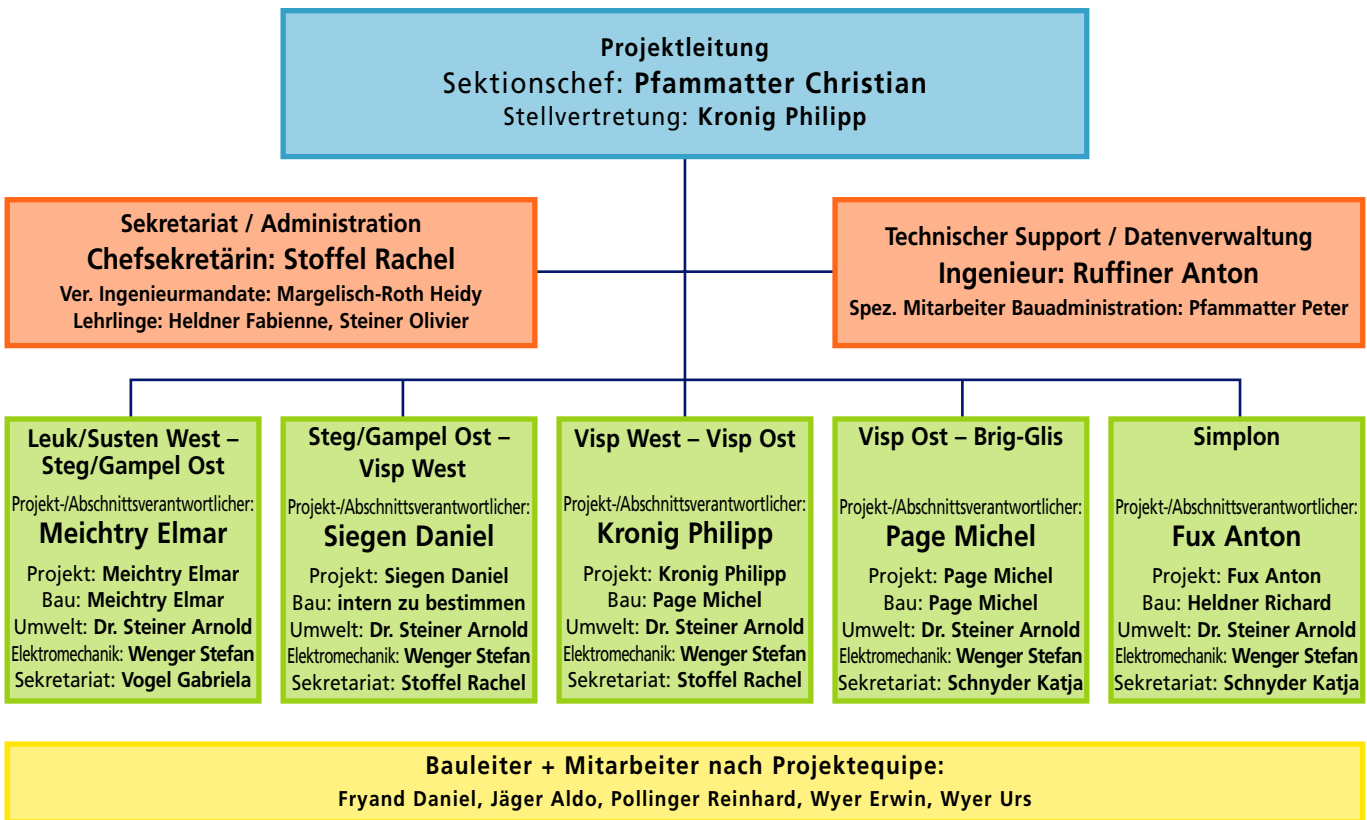 Projektleitung
Sektionschef: Pfammatter Christian
Stellvertretung: Kronig Philipp
Sekretariat / Administration
Chefsekretärin: Stoffel Rachel
Ver. Ingenieurmandate: Margelisch-Roth Heidy
Lehrlinge: Heldner Fabienne, Steiner Olivier
Technischer Support / Datenverwaltung
Ingenieur: Ruffiner Anton
Spez. Mitarbeiter Bauadministration: Pfammatter Peter
Leuk/Susten West –
Steg/Gampel Ost
Projekt-/Abschnittsverantwortlicher:
Meichtry Elmar
Projekt: Meichtry Elmar
Bau: Meichtry Elmar
Umwelt: Dr. Steiner Arnold
Elektromechanik: Wenger Stefan
Sekretariat: Vogel Gabriela
Steg/Gampel Ost –
Visp West
Projekt-/Abschnittsverantwortlicher:
Siegen Daniel
Projekt: Siegen Daniel
Bau: intern zu bestimmen
Umwelt: Dr. Steiner Arnold
Elektromechanik: Wenger Stefan
Sekretariat: Stoffel Rachel
Visp West – Visp Ost
Projekt-/Abschnittsverantwortlicher:
Kronig Philipp
Projekt: Kronig Philipp
Bau: Page Michel
Umwelt: Dr. Steiner Arnold
Elektromechanik: Wenger Stefan
Sekretariat: Stoffel Rachel
Visp Ost – Brig-Glis
Projekt-/Abschnittsverantwortlicher:
Page Michel
Projekt: Page Michel
Bau: Page Michel
Umwelt: Dr. Steiner Arnold
Elektromechanik: Wenger Stefan
Sekretariat: Schnyder Katja
Simplon
Projekt-/Abschnittsverantwortlicher:
Fux Anton
Projekt: Fux Anton
Bau: Heldner Richard
Umwelt: Dr. Steiner Arnold
Elektromechanik: Wenger Stefan
Sekretariat: Schnyder Katja
Bauleiter + Mitarbeiter nach Projektequipe:
Fryand Daniel, Jäger Aldo, Pollinger Reinhard, Wyer Erwin, Wyer Urs